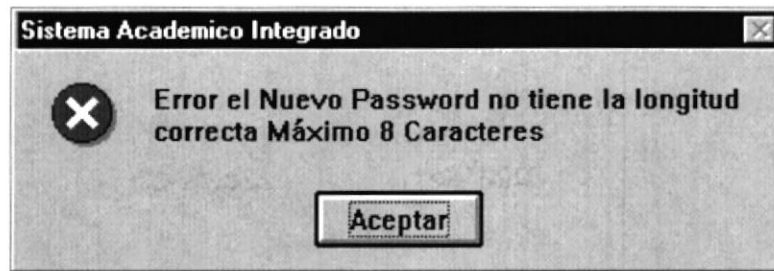 Sistema Academico Integrado
Error el Nuevo Password no tiene la longitud
correcta Máximo 8 Caracteres
Aceptar